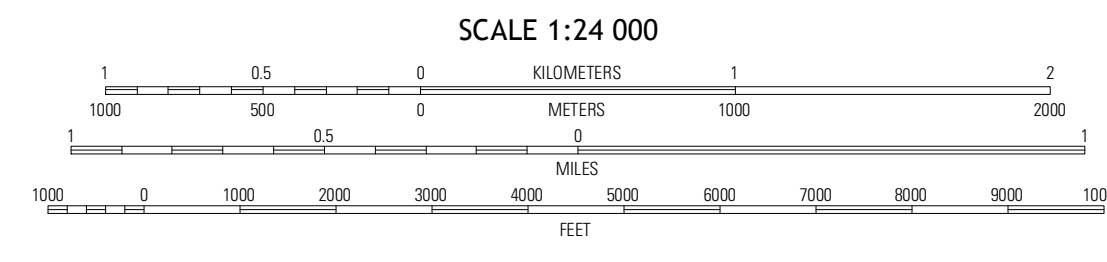 SCALE 1:24 000
1 0.5 0 KILOMETERS 1 2
1000 500 0 METERS 1000 2000
1 0.5 0 1
MILES
1000 0 1000 2000 3000 4000 5000 6000 7000 8000 9000 100
FEET